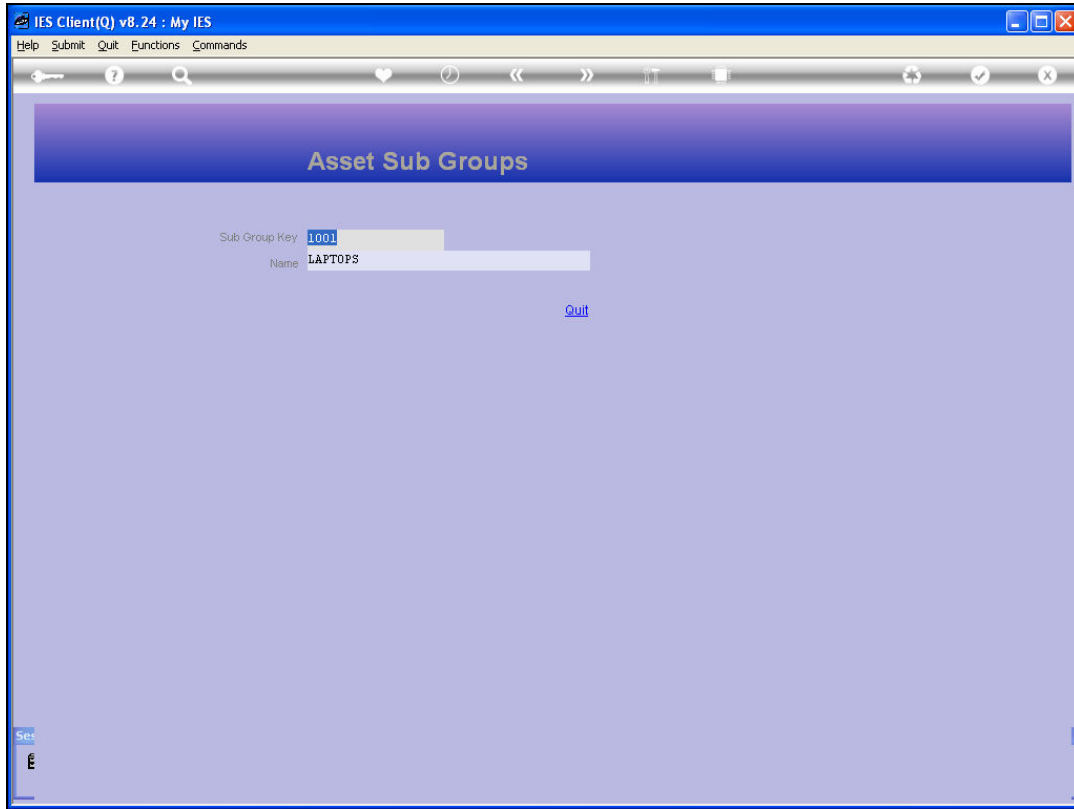 IES Client(Q) v8.24 : My IES
Help Submit Quit Functions Commands
Asset Sub Groups
Sub Group Key 1001
Name LAPTOPS
Quit
Ses